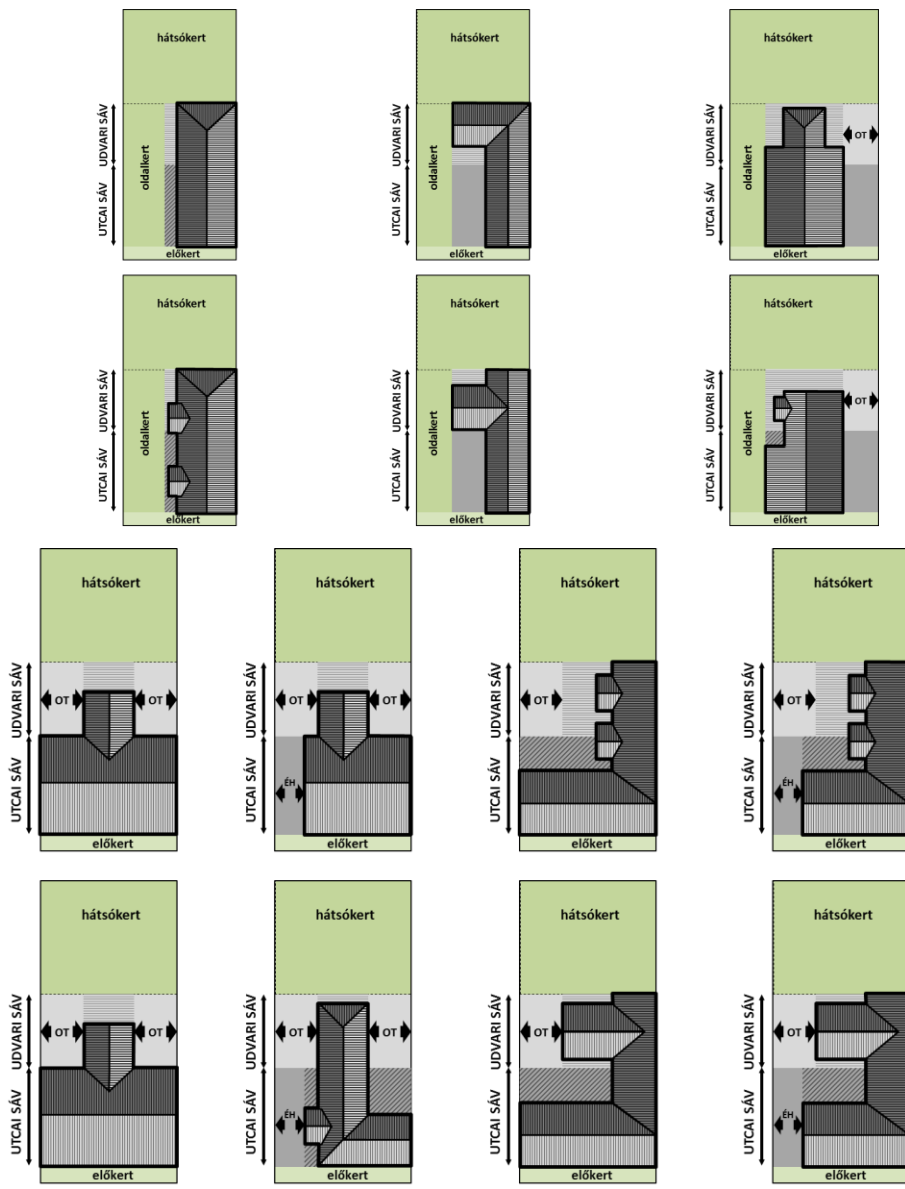 hátsókert
UDVARI SÁV
UTCAI SÁV
oldalkert
előkert
hátsókert
UDVARI SÁV
UTCAI SÁV
oldalkert
előkert
hátsókert
UDVARI SÁV
UTCAI SÁV
oldalkert
OT
előkert
hátsókert
UDVARI SÁV
UTCAI SÁV
oldalkert
előkert
hátsókert
UDVARI SÁV
UTCAI SÁV
oldalkert
előkert
hátsókert
UDVARI SÁV
UTCAI SÁV
oldalkert
OT
előkert
hátsókert
UDVARI SÁV
UTCAI SÁV
OT
OT
előkert
hátsókert
UDVARI SÁV
UTCAI SÁV
OT
OT
ÉH
előkert
hátsókert
UDVARI SÁV
UTCAI SÁV
OT
előkert
hátsókert
UDVARI SÁV
UTCAI SÁV
OT
ÉH
előkert
hátsókert
UDVARI SÁV
UTCAI SÁV
OT
OT
előkert
hátsókert
UDVARI SÁV
UTCAI SÁV
OT
OT
ÉH
előkert
hátsókert
UDVARI SÁV
UTCAI SÁV
OT
előkert
hátsókert
UDVARI SÁV
UTCAI SÁV
OT
ÉH
előkert